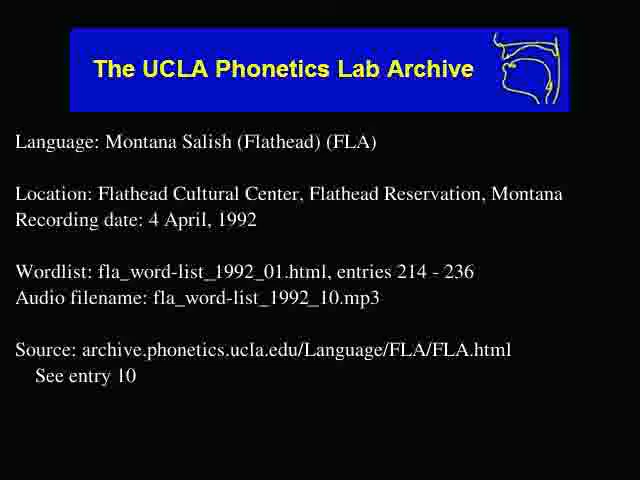 The UCLA Phonetics Lab Archive
Language: Montana Salish (Flathead) (FLA)
Location: Flathead Cultural Center, Flathead Reservation, Montana
Recording date: 4 April, 1992
Wordlist: fla_word-list_1992_01.html, entries 214 - 236
Audio filename: fla_word-list_1992_10.mp3
Source: archive.phonetics.ucla.edu/Language/FLA/FLA.html
See entry 10